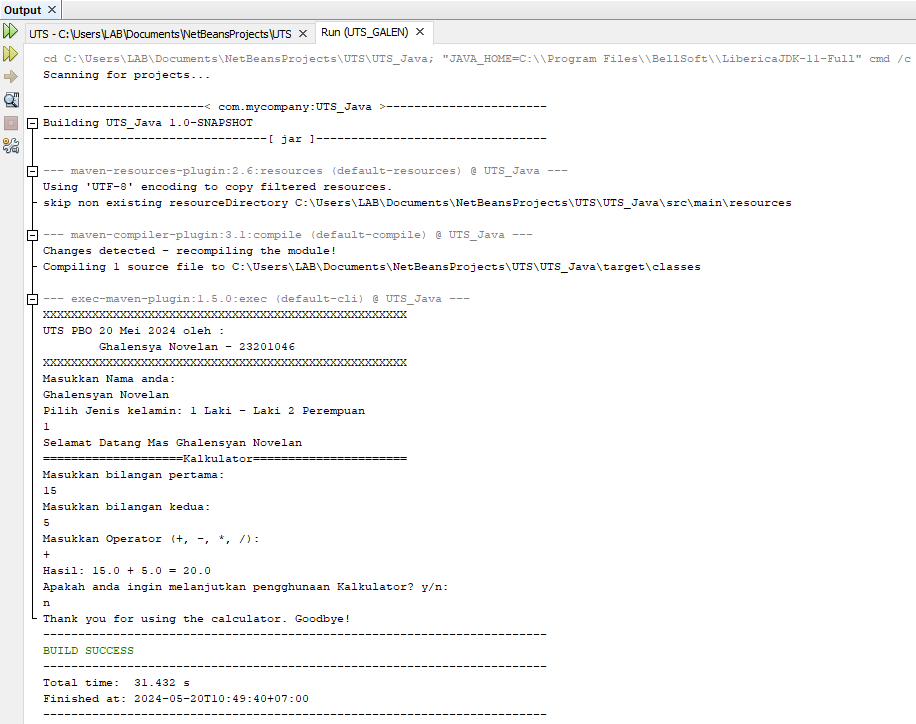 Output ×
UTS - C:\Users\LAB\Documents\NetBeansProjects\UTS × Run (UTS_GALEN) ×
cd C:\Users\LAB\Documents\NetBeansProjects\UTS\UTS_Java; "JAVA_HOME=C:\\Program Files\\BellSoft\\LibericaJDK-11-Full" cmd /c
Scanning for projects...
-----------------------< com.mycompany:UTS_Java >-----------------------
Building UTS_Java 1.0-SNAPSHOT
--------------------------------[ jar ]---------------------------------
--- maven-resources-plugin:2.6:resources (default-resources) @ UTS_Java ---
Using 'UTF-8' encoding to copy filtered resources.
skip non existing resourceDirectory C:\Users\LAB\Documents\NetBeansProjects\UTS\UTS_Java\src\main\resources
--- maven-compiler-plugin:3.1:compile (default-compile) @ UTS_Java ---
Changes detected - recompiling the module!
Compiling 1 source file to C:\Users\LAB\Documents\NetBeansProjects\UTS\UTS_Java\target\classes
--- exec-maven-plugin:1.5.0:exec (default-cli) @ UTS_Java ---
XXXXXXXXXXXXXXXXXXXXXXXXXXXXXXXXXXXXXXXXXXXXXXXXXXXX
UTS PBO 20 Mei 2024 oleh :
Ghalensya Novelan - 23201046
XXXXXXXXXXXXXXXXXXXXXXXXXXXXXXXXXXXXXXXXXXXXXXXXXXXX
Masukkan Nama anda:
Ghalensyan Novelan
Pilih Jenis kelamin: 1 Laki - Laki 2 Perempuan
1
Selamat Datang Mas Ghalensyan Novelan
====================Kalkulator======================
Masukkan bilangan pertama:
15
Masukkan bilangan kedua:
5
Masukkan Operator (+, -, *, /):
+
Hasil: 15.0 + 5.0 = 20.0
Apakah anda ingin melanjutkan pengghunaan Kalkulator? y/n:
n
Thank you for using the calculator. Goodbye!
------------------------------------------------------------------------
BUILD SUCCESS
------------------------------------------------------------------------
Total time:  31.432 s
Finished at: 2024-05-20T10:49:40+07:00
------------------------------------------------------------------------